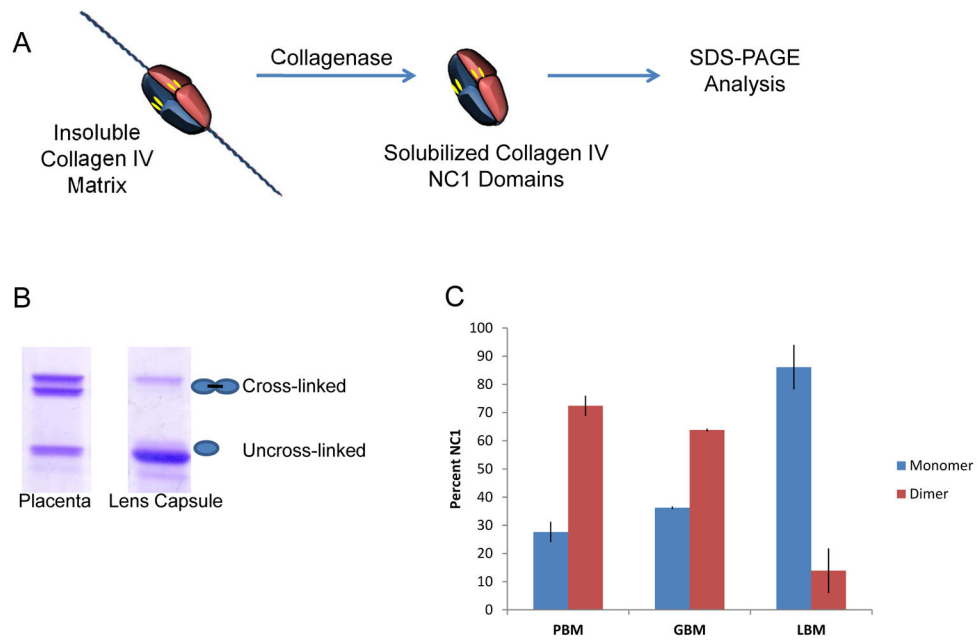 A
Insoluble
Collagen IV
Matrix
Collagenase
Solubilized Collagen IV
NC1 Domains
SDS-PAGE
Analysis
B
Cross-linked
Uncross-linked
Placenta
Lens Capsule
C
Percent NC1
100
90
80
70
60
50
40
30
20
10
0
PBM
GBM
LBM
Monomer
Dimer